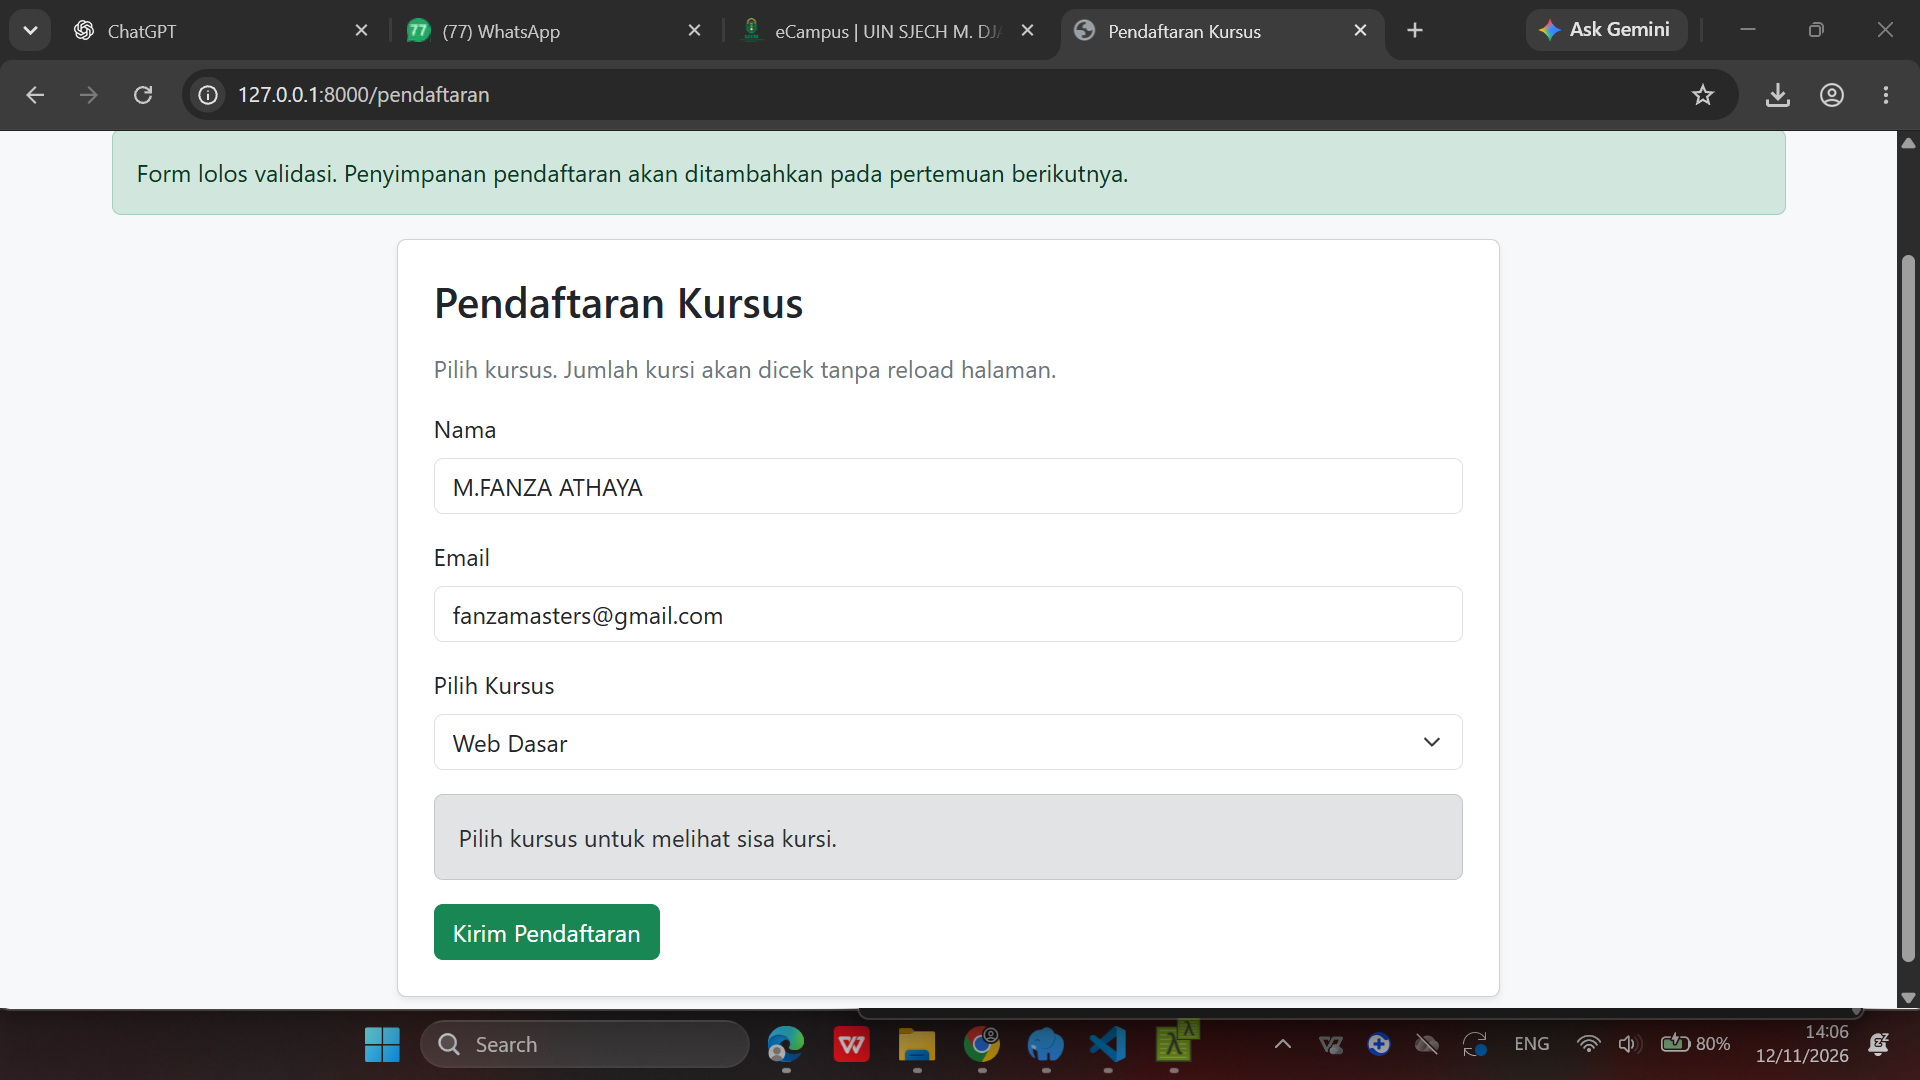 ChatGPT
77
(77) WhatsApp
eCampus | UIN SJECH M. DJA
Pendaftaran Kursus
Ask Gemini
127.0.0.1:8000/pendaftaran
Form lolos validasi. Penyimpanan pendaftaran akan ditambahkan pada pertemuan berikutnya.
Pendaftaran Kursus
Pilih kursus. Jumlah kursi akan dicek tanpa reload halaman.
Nama
M.FANZA ATHAYA
Email
fanzamasters@gmail.com
Pilih Kursus
Web Dasar
Pilih kursus untuk melihat sisa kursi.
Kirim Pendaftaran
Search
ENG
80%
14:06
12/11/2026